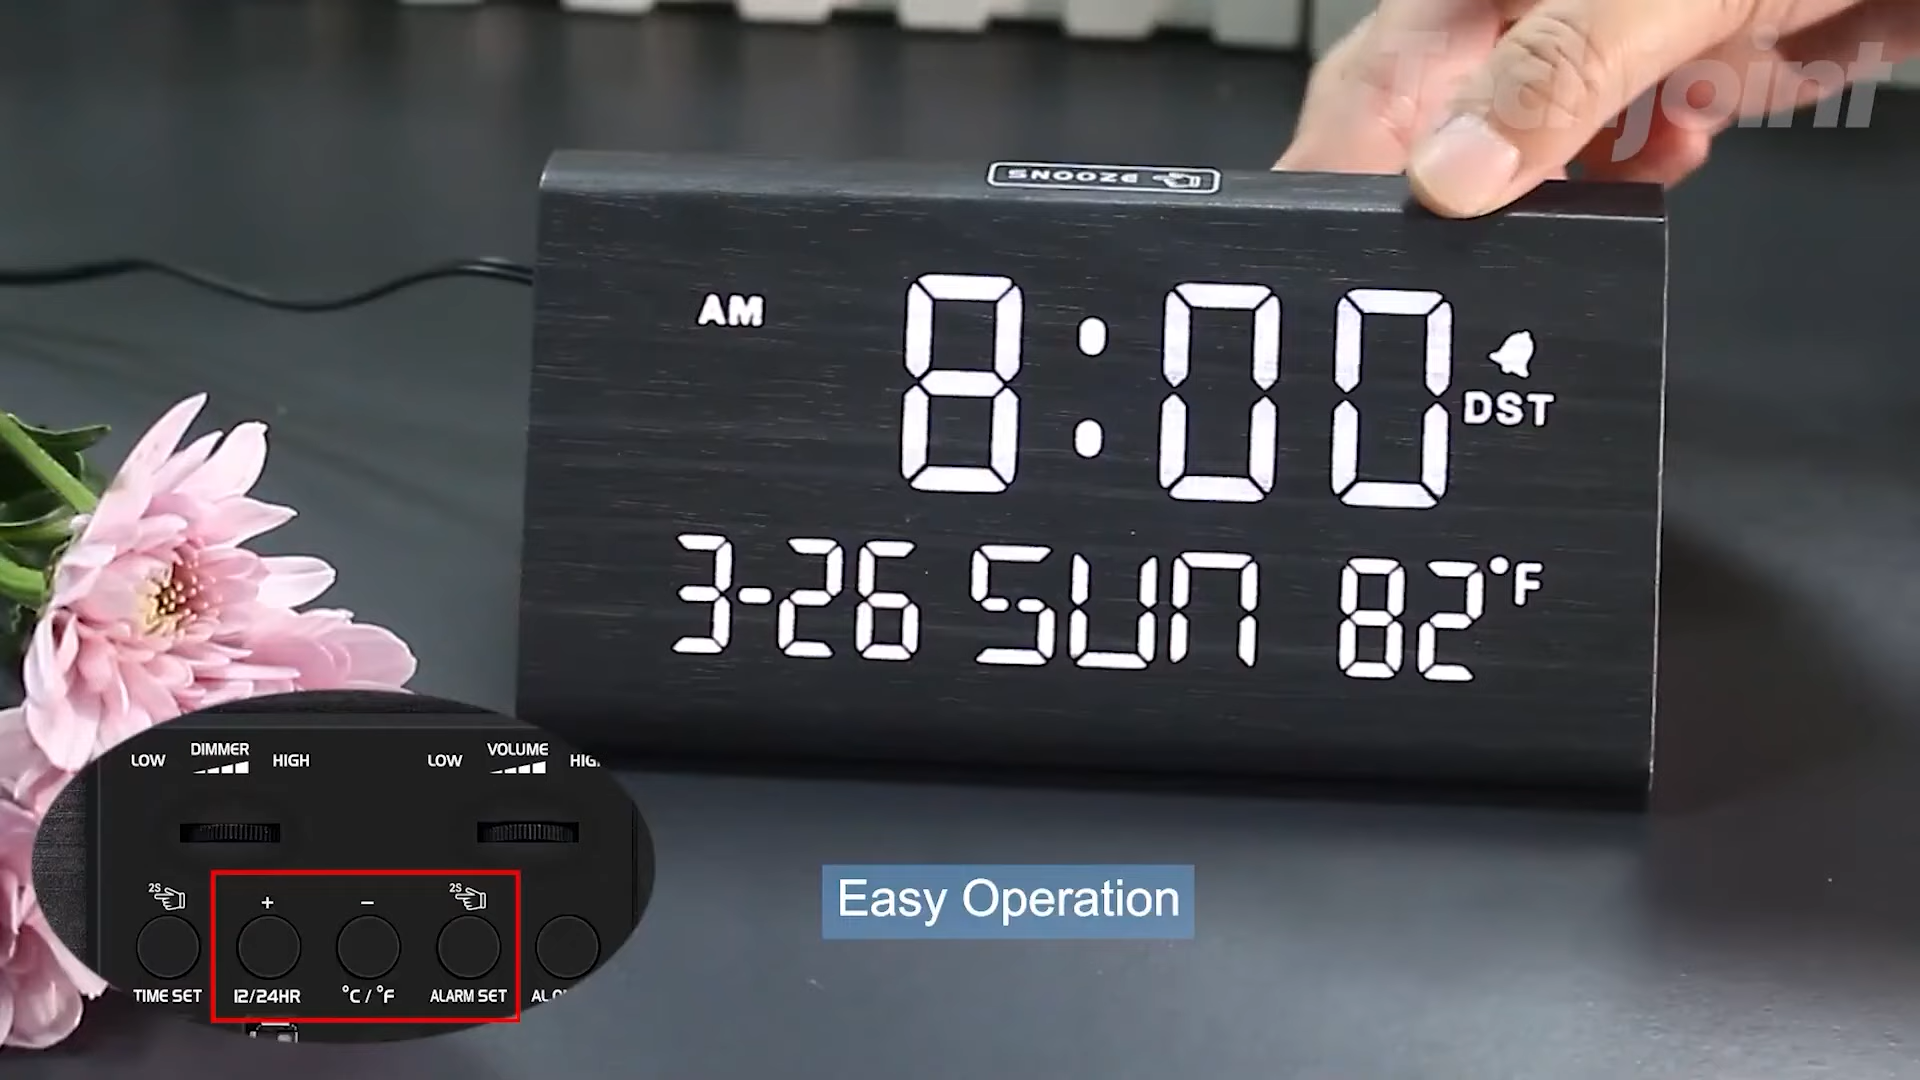 Techjoint
SNOOZE
AM 8:00
DST
3-26 SUN 82°F
LOW DIMMER HIGH
LOW VOLUME
2S 2S
+ −
TIME SET 12/24HR °C / °F ALARM SET
Easy Operation